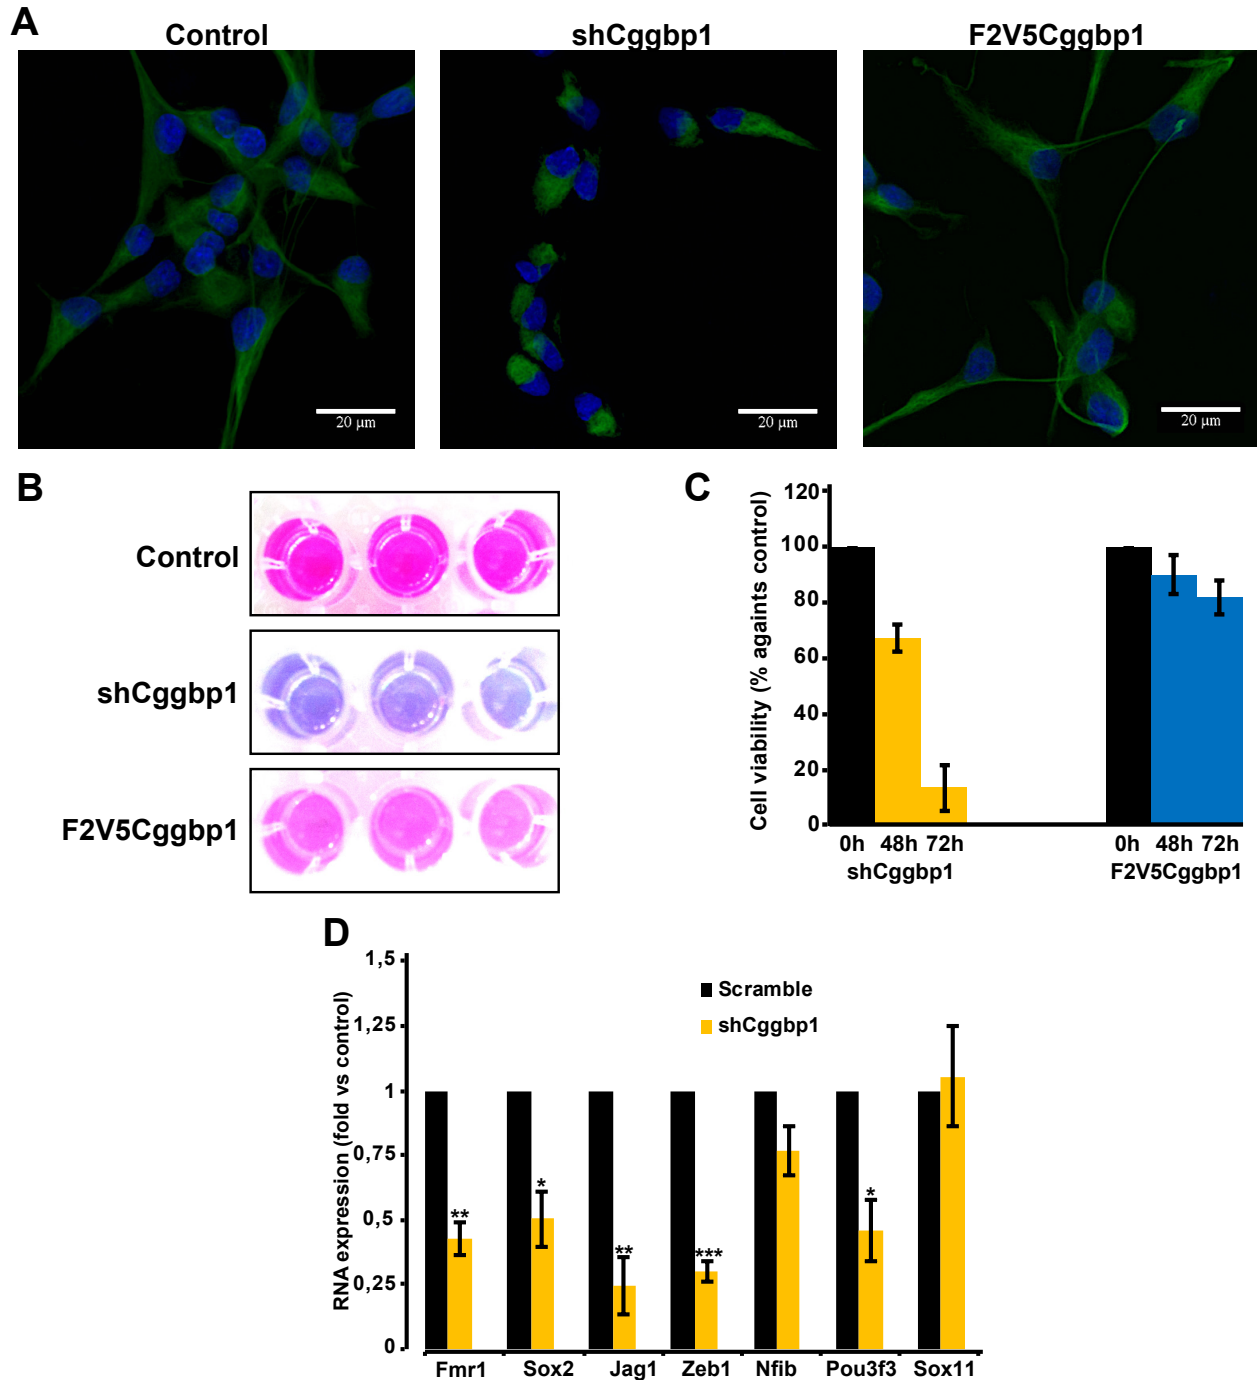 A
Control
shCggbp1
F2V5Cggbp1
20 µm
20 µm
20 µm
B
Control
shCggbp1
F2V5Cggbp1
C
Cell viability (% againts control)
120
100
80
60
40
20
0
0h 48h 72h
shCggbp1
0h 48h 72h
F2V5Cggbp1
D
RNA expression (fold vs control)
1,5
1,25
1
0,75
0,5
0,25
0
Scramble
shCggbp1
**
*
**
***
*
Fmr1 Sox2 Jag1 Zeb1 Nfib Pou3f3 Sox11